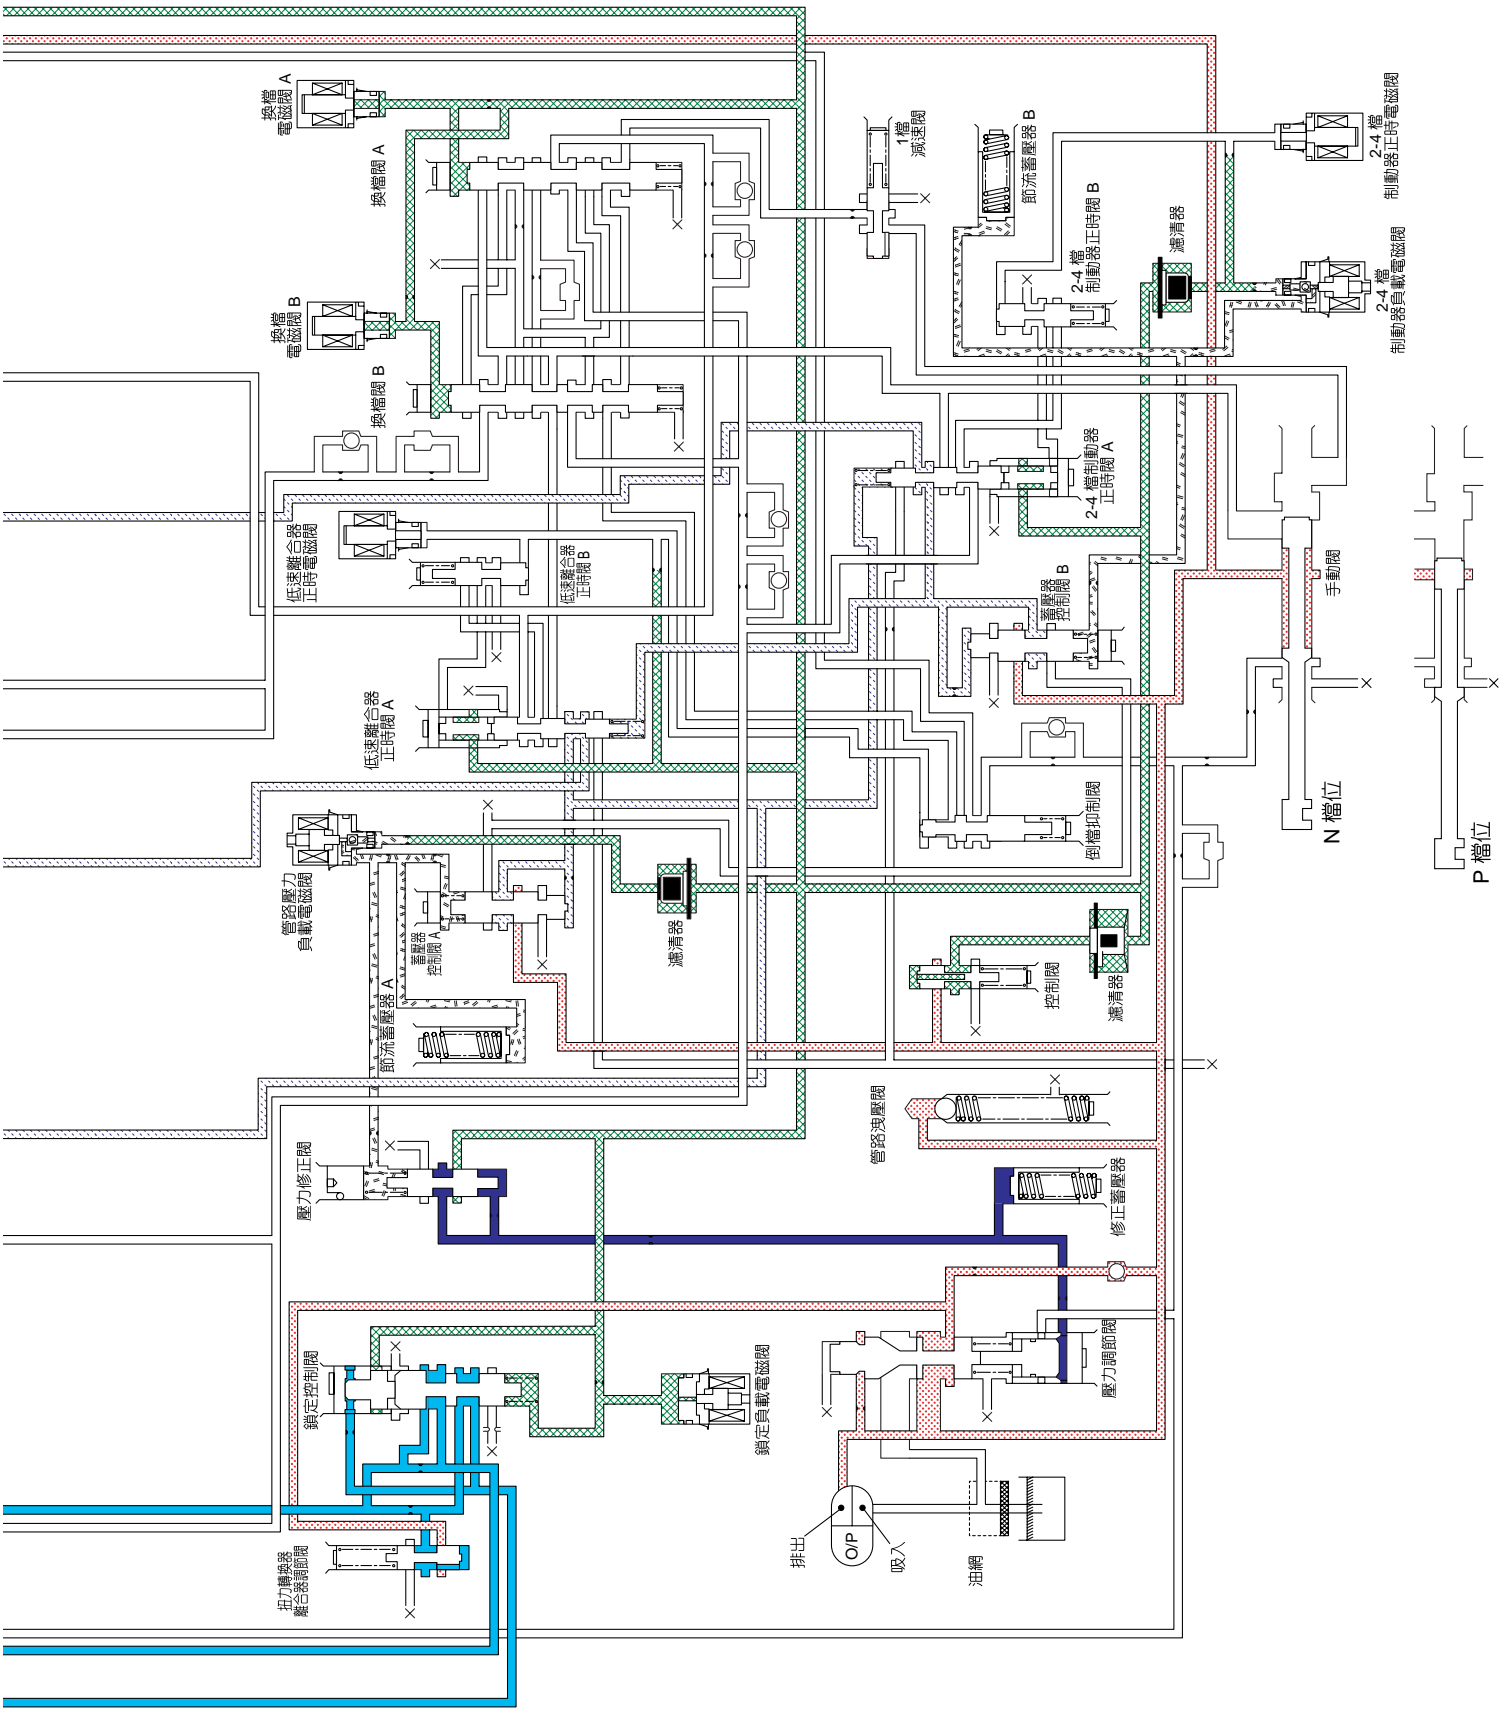 換檔
電磁閥 A
換檔閥 A
換檔
電磁閥 B
換檔閥 B
低速離合器
正時電磁閥
低速離合器
正時閥 B
低速離合器
正時閥 A
管路壓力
負載電磁閥
蓄壓器
控制閥 A
節流蓄壓器 A
濾清器
壓力修正閥
鎖定控制閥
鎖定負載電磁閥
扭力轉換器
離合器調節閥
1檔
減速閥
節流蓄壓器 B
2-4 檔
制動器正時閥 B
濾清器
2-4 檔
制動器正時電磁閥
2-4 檔
制動器負載電磁閥
2-4 檔制動器
正時閥 A
蓄壓器
控制閥 B
手動閥
倒檔抑制閥
N 檔位
P 檔位
控制閥
濾清器
管路洩壓閥
修正蓄壓器
壓力調節閥
排出
O/P
吸入
油網